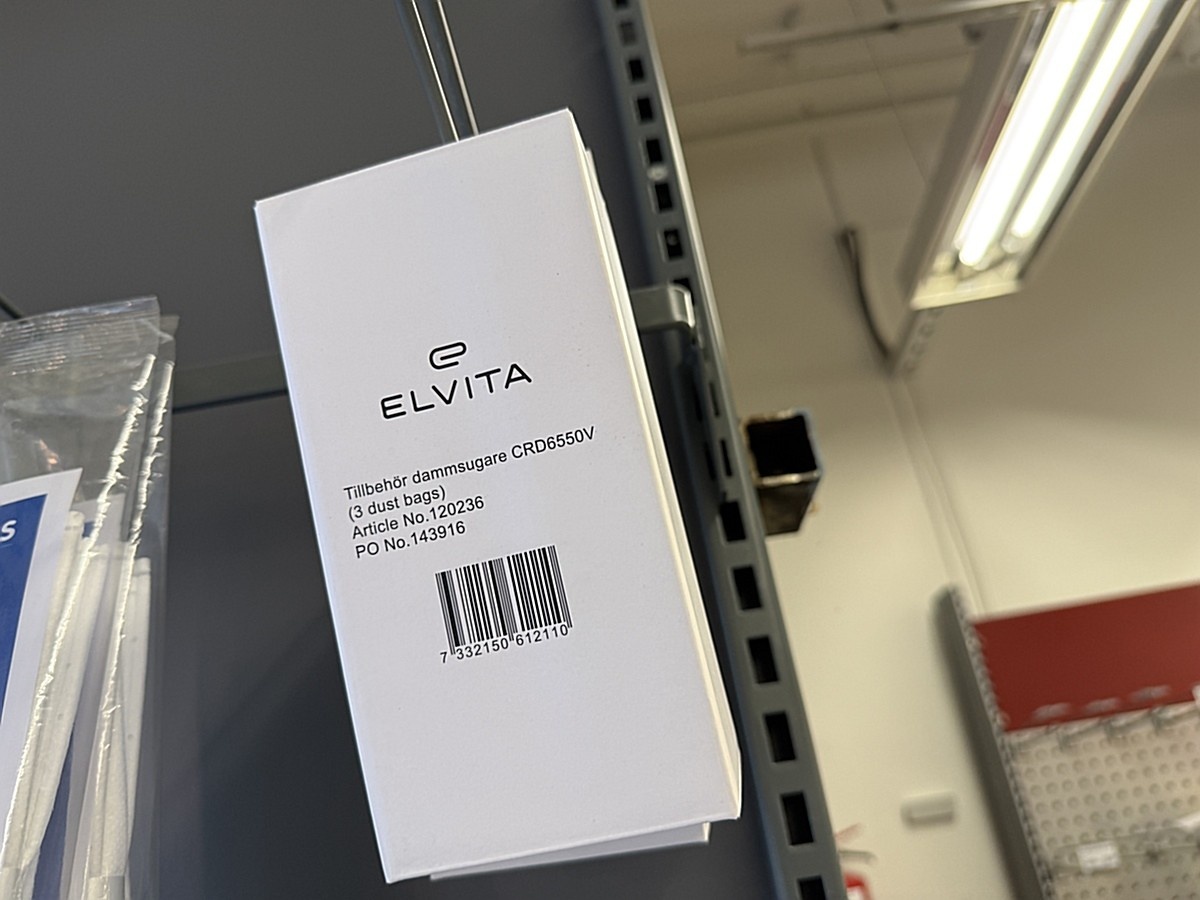 ELVITA
Tillbehör dammsugare CRD6550V
(3 dust bags)
Article No.120236
PO No.143916
7 332150 612110
S